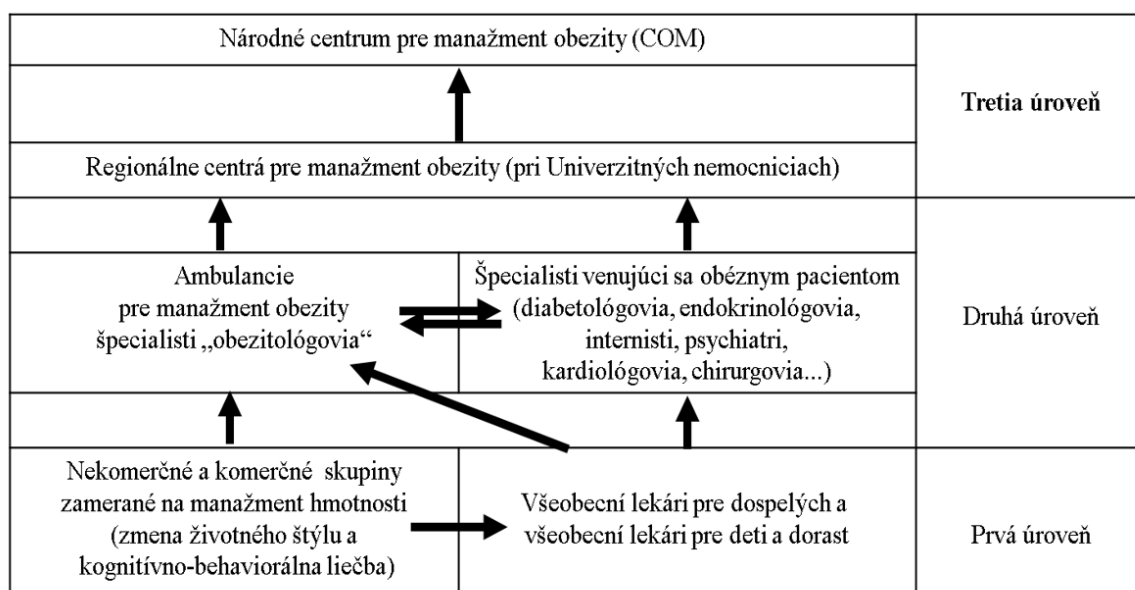 Národné centrum pre manažment obezity (COM)
Tretia úroveň
Regionálne centrá pre manažment obezity (pri Univerzitných nemocniciach)
Ambulancie
pre manažment obezity
špecialisti „obezitológovia“
Špecialisti venujúci sa obéznym pacientom
(diabetológovia, endokrinológovia,
internisti, psychiatri,
kardiológovia, chirurgovia...)
Druhá úroveň
Nekomerčné a komerčné skupiny
zamerané na manažment hmotnosti
(zmena životného štýlu a
kognitívno-behaviorálna liečba)
Všeobecní lekári pre dospelých a
všeobecní lekári pre deti a dorast
Prvá úroveň